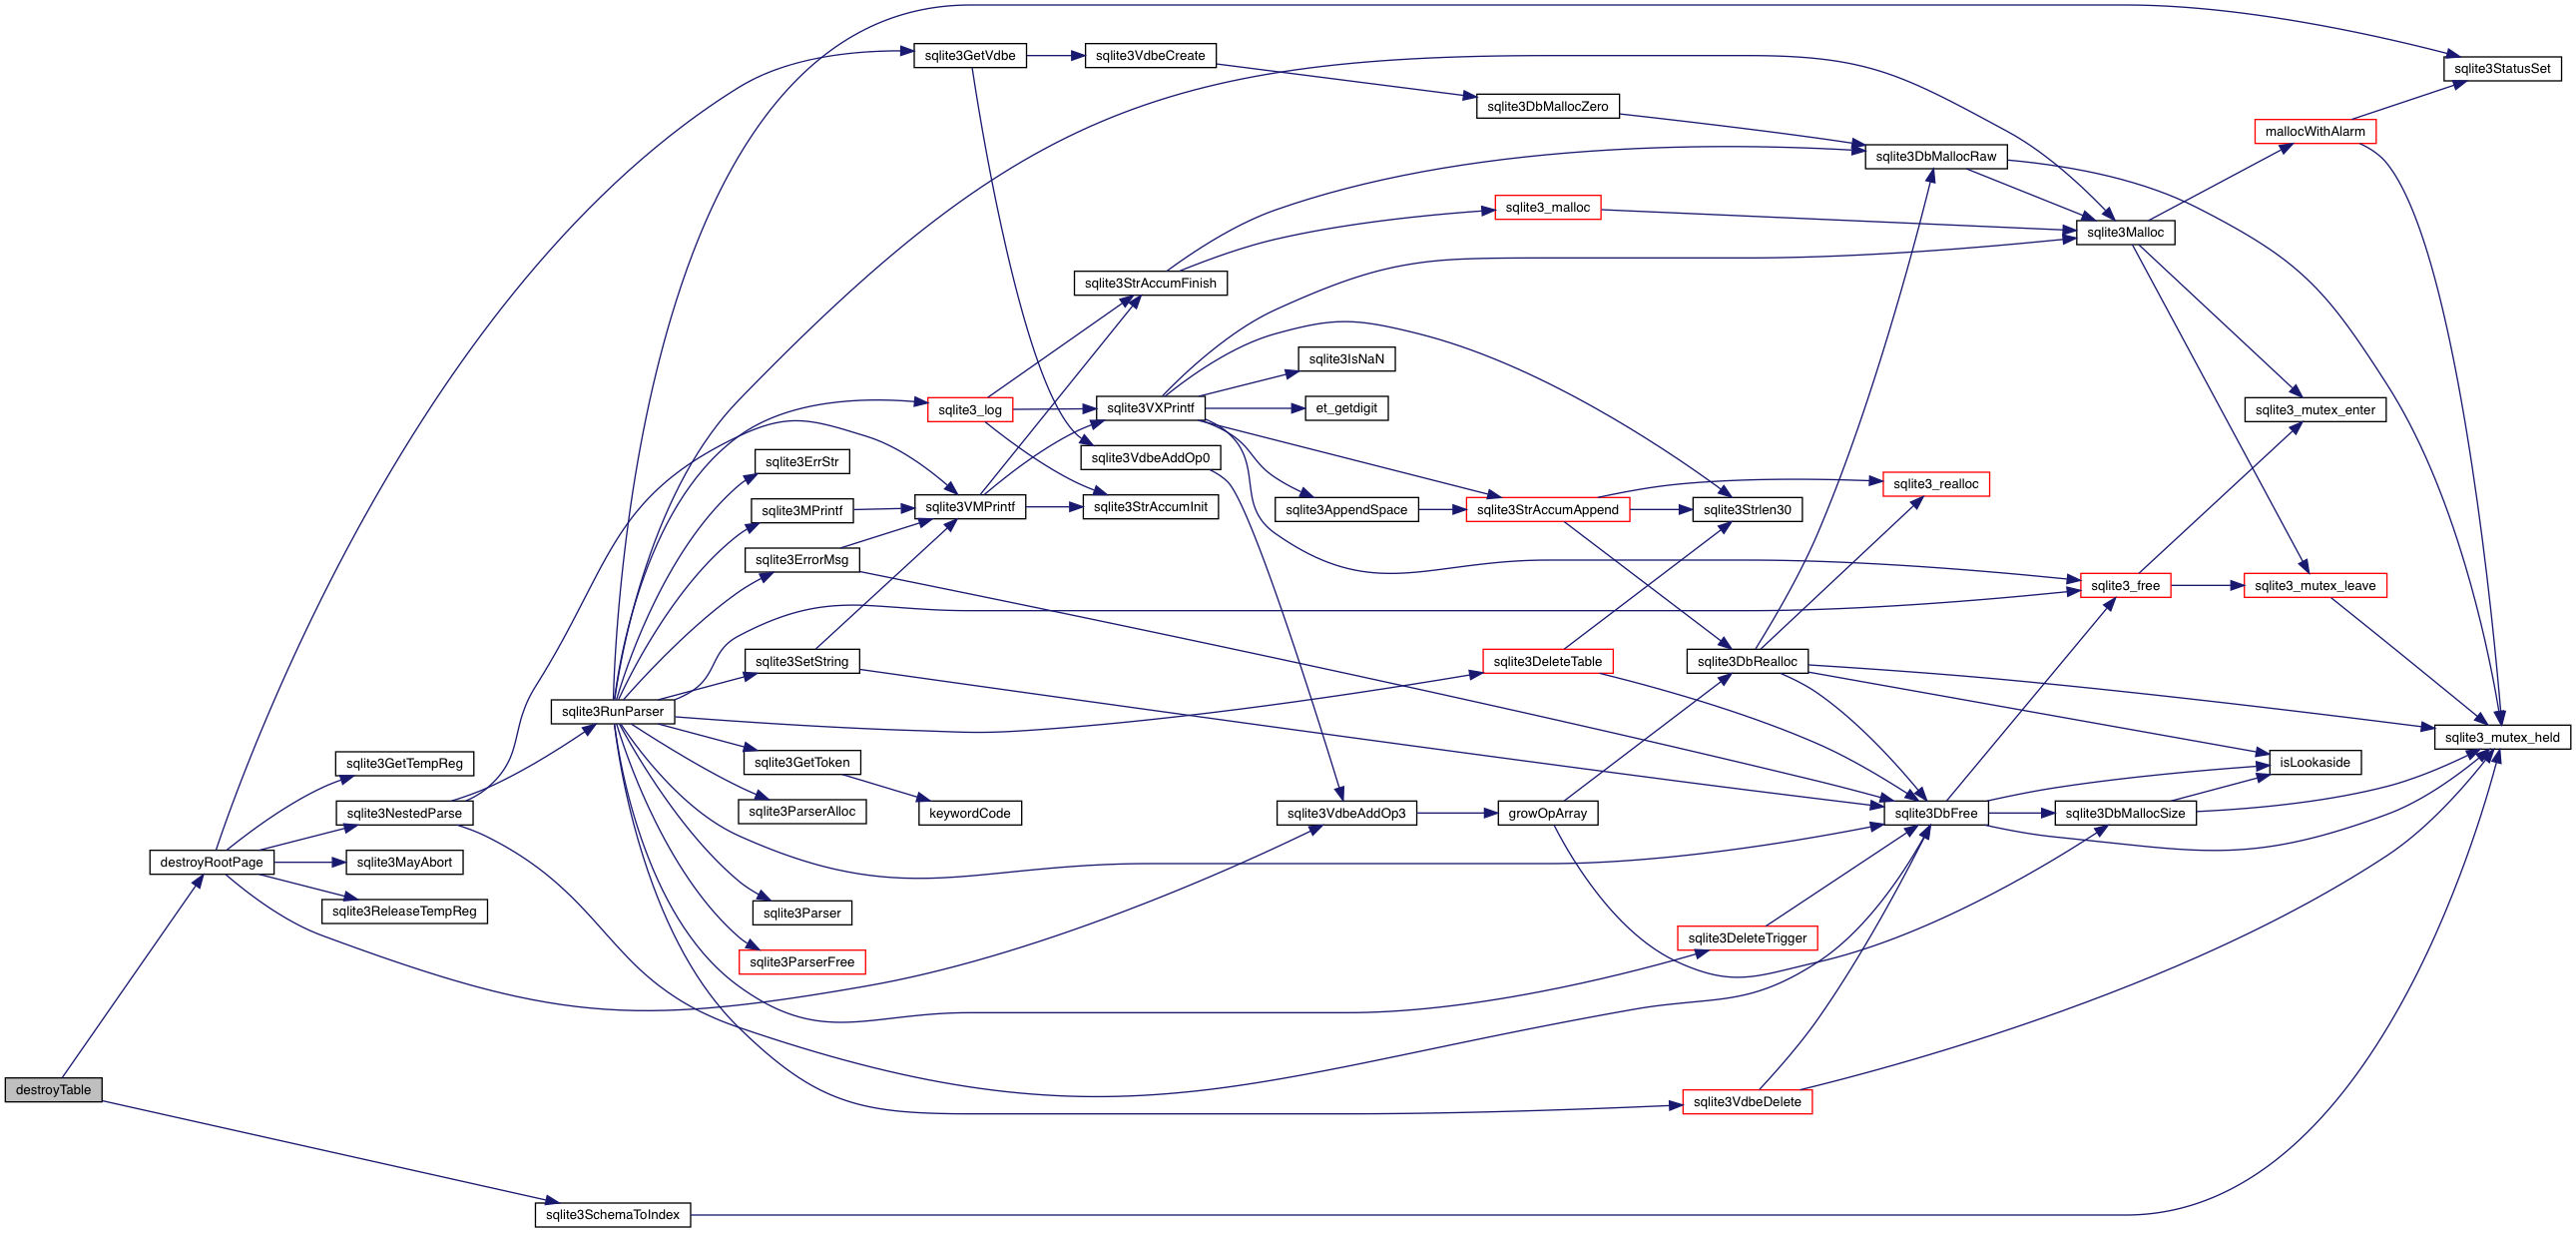 destroyTable
destroyRootPage
sqlite3SchemaToIndex
sqlite3GetTempReg
sqlite3NestedParse
sqlite3MayAbort
sqlite3ReleaseTempReg
sqlite3RunParser
sqlite3ErrStr
sqlite3MPrintf
sqlite3ErrorMsg
sqlite3SetString
sqlite3GetToken
sqlite3ParserAlloc
sqlite3Parser
sqlite3ParserFree
sqlite3GetVdbe
sqlite3_log
sqlite3VMPrintf
keywordCode
sqlite3VdbeCreate
sqlite3StrAccumFinish
sqlite3VXPrintf
sqlite3VdbeAddOp0
sqlite3StrAccumInit
sqlite3IsNaN
et_getdigit
sqlite3AppendSpace
sqlite3VdbeAddOp3
sqlite3DbMallocZero
sqlite3_malloc
sqlite3StrAccumAppend
sqlite3DeleteTable
growOpArray
sqlite3Strlen30
sqlite3DbRealloc
sqlite3DeleteTrigger
sqlite3VdbeDelete
sqlite3DbMallocRaw
sqlite3_realloc
sqlite3DbFree
sqlite3Malloc
sqlite3_free
sqlite3DbMallocSize
mallocWithAlarm
sqlite3_mutex_enter
sqlite3_mutex_leave
isLookaside
sqlite3StatusSet
sqlite3_mutex_held